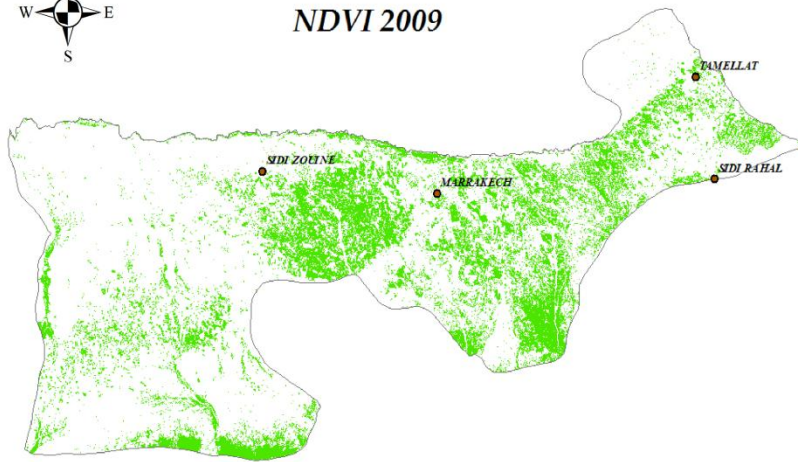 NDVI 2009
W E
S
TAMELLAT
SIDI ZOUINE
SIDI RAHAL
MARRAKECH